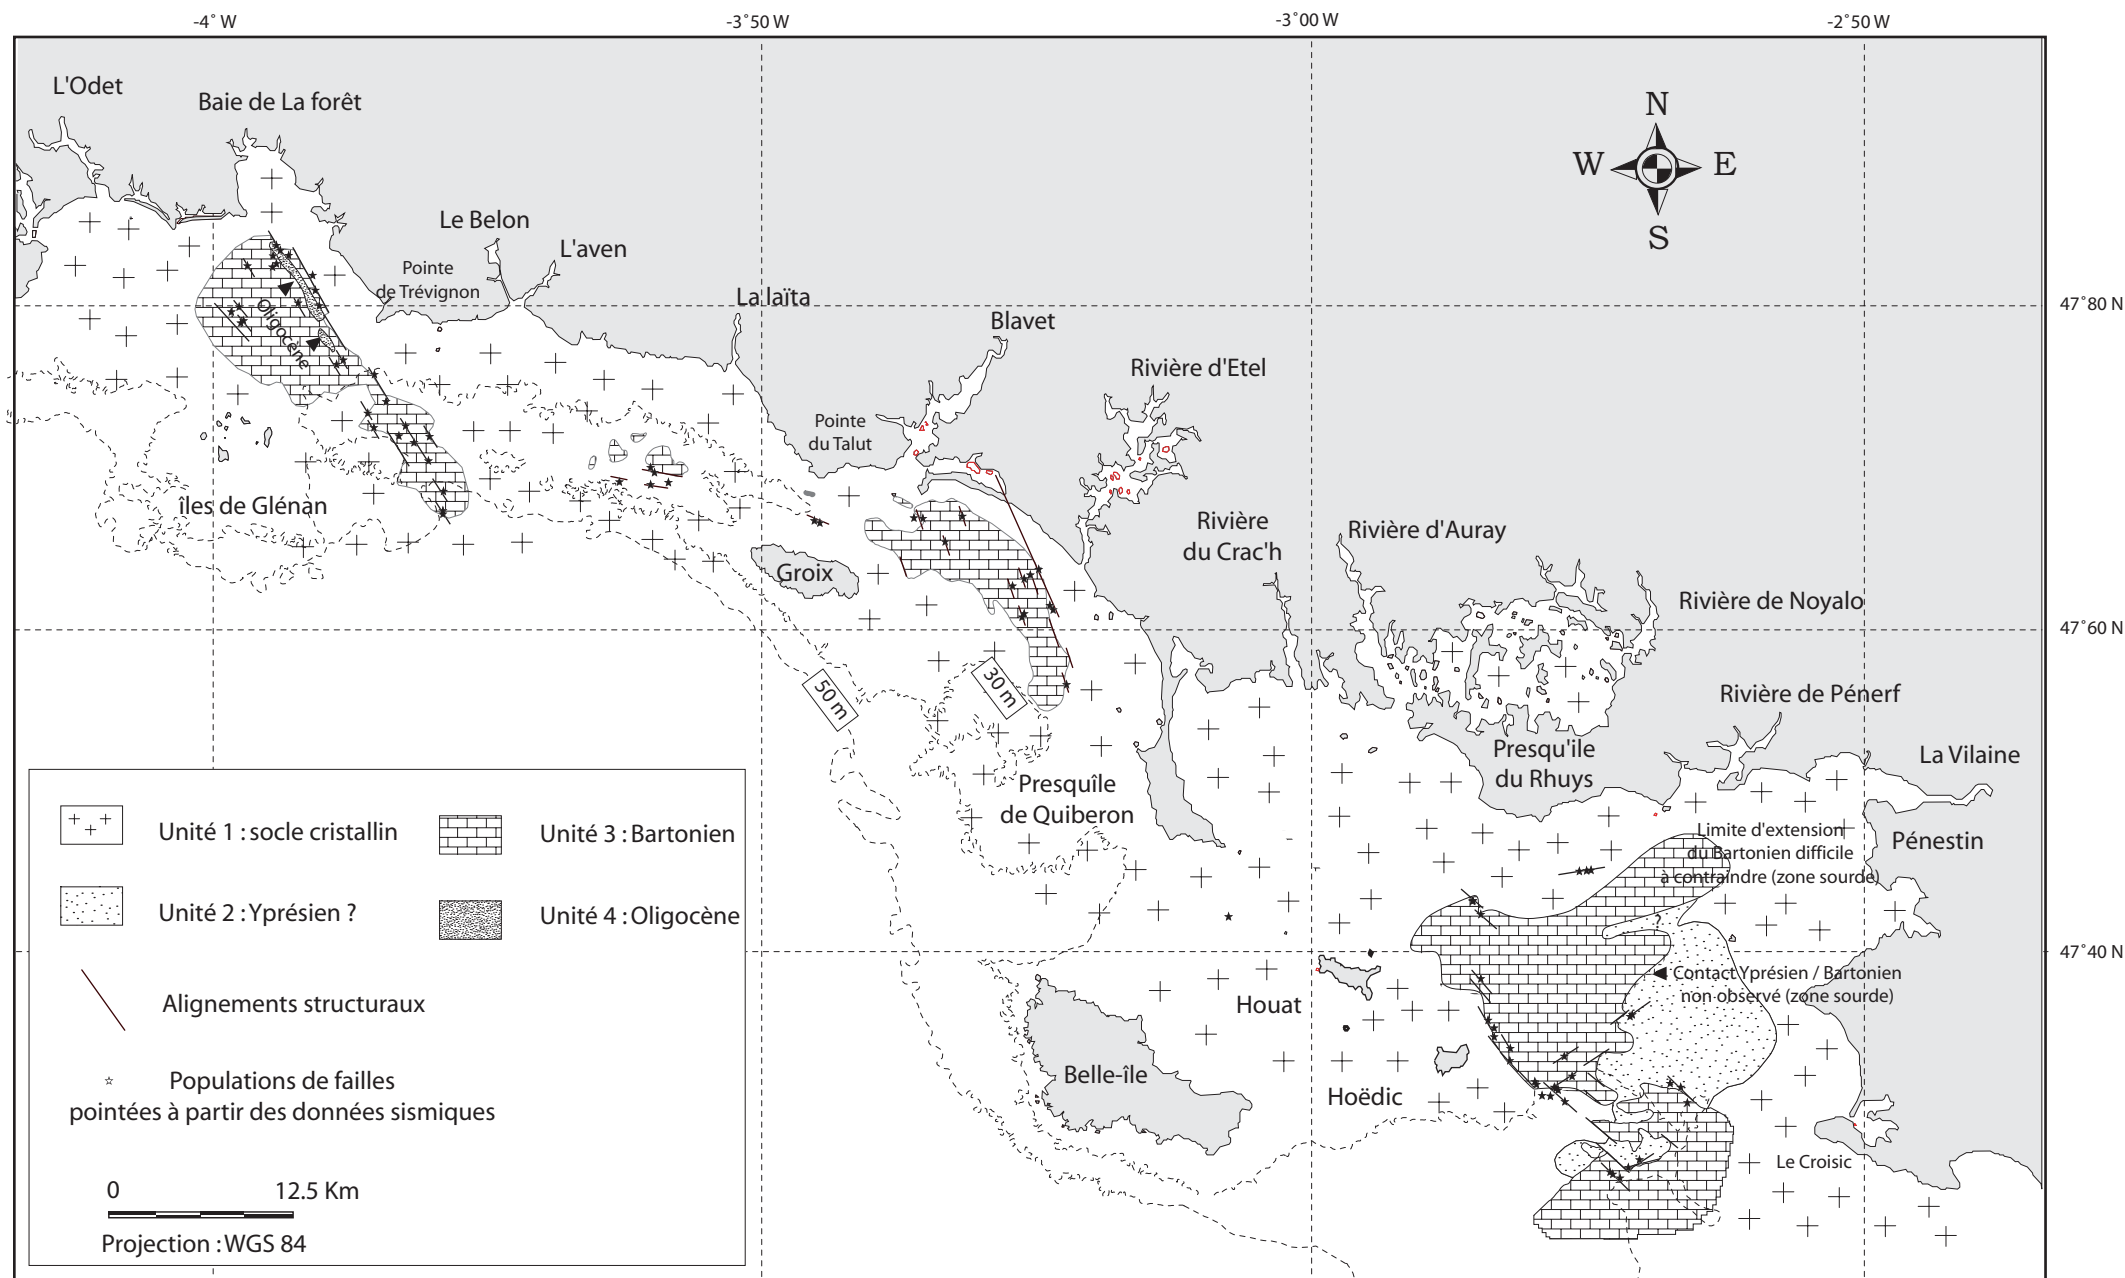 -4° W
-3°50 W
-3°00 W
-2°50 W
L'Odet
Baie de La forêt
N
W
E
S
Le Belon
L'aven
Pointe
de Trévignon
La laïta
47°80 N
Oligocène
Blavet
Rivière d'Etel
Pointe
du Talut
îles de Glénan
Rivière
du Crac'h
Rivière d'Auray
Groix
Rivière de Noyalo
47°60 N
50 m
30 m
Rivière de Pénerf
Presqu'ile
du Rhuys
La Vilaine
Presquîle
de Quiberon
Limite d'extension
du Bartonien difficile
à contraindre (zone sourde)
Pénestin
?
47°40 N
Contact Yprésien / Bartonien
non observé (zone sourde)
Houat
Belle-île
Hoëdic
Le Croisic
Unité 1 : socle cristallin
Unité 3 : Bartonien
Unité 2 : Yprésien ?
Unité 4 : Oligocène
Alignements structuraux
Populations de failles
pointées à partir des données sismiques
0
12.5 Km
Projection : WGS 84